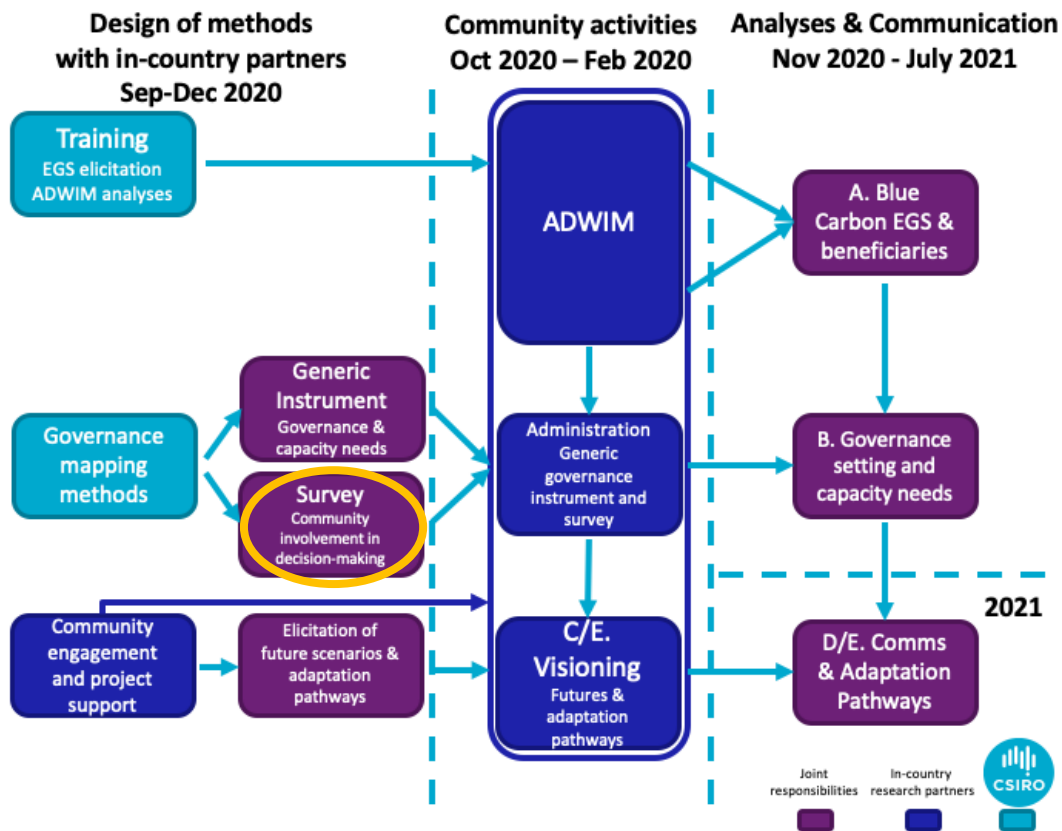 Design of methods
with in-country partners
Sep-Dec 2020
Community activities
Oct 2020 – Feb 2020
Analyses & Communication
Nov 2020 - July 2021
Training
EGS elicitation
ADWIM analyses
ADWIM
A. Blue
Carbon EGS &
beneficiaries
Generic
Instrument
Governance &
capacity needs
Governance
mapping
methods
Survey
Community
involvement in
decision-making
Administration
Generic
governance
instrument and
survey
B. Governance
setting and
capacity needs
2021
Community
engagement
and project
support
Elicitation of
future scenarios &
adaptation
pathways
C/E.
Visioning
Futures &
adaptation
pathways
D/E. Comms
& Adaptation
Pathways
Joint
responsibilities
In-country
research partners
CSIRO